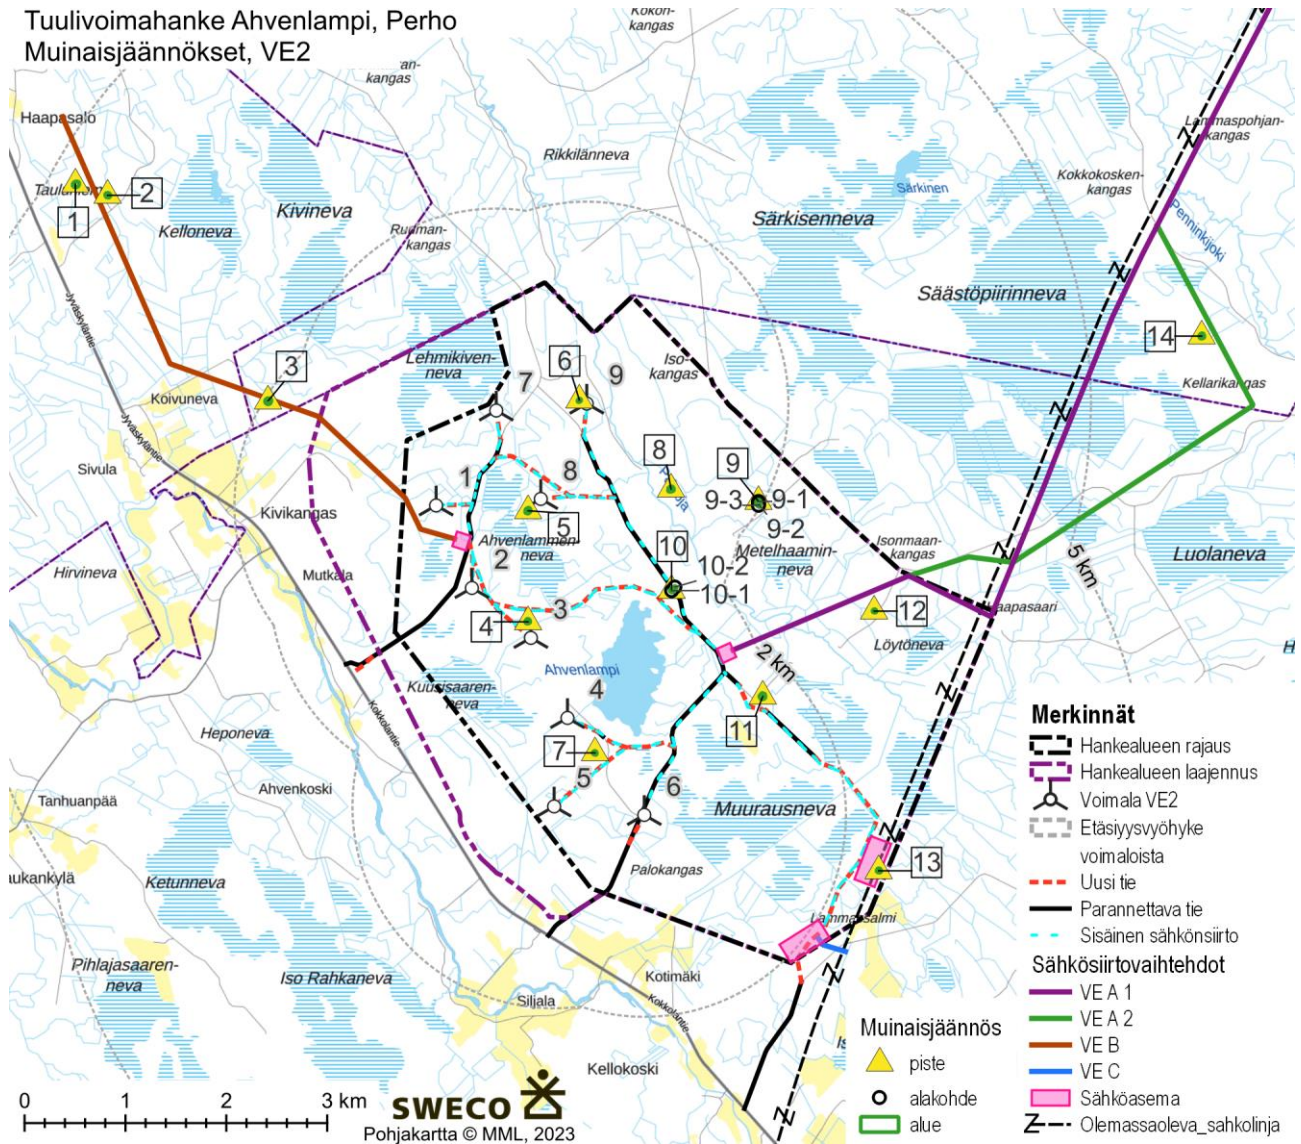 Tuulivoimahanke Ahvenlampi, Perho
Muinaisjäännökset, VE2
Kokon-
kangas
an-
kangas
Haapasalo
Lammaspohjan-
kangas
Rikkilänneva
Kokkokosken-
kangas
Särkinen
1
2
Kivineva
Kelloneva
Särkisenneva
Penninkijoki
Rudman-
kangas
Säästöpiirinneva
Jyväskyläntie
14
Lehmikiven-
neva
Iso-
kangas
3
6
7
9
Kellarikangas
Koivuneva
Jyväskyläntie
Sivula
1
8
8
9
9-3
9-1
9-2
Kivikangas
5
Ahvenlammen-
neva
Metelhaamin-
neva
Isonmaan-
kangas
Luolaneva
5 km
Hirvineva
Mutkala
2
10
10-2
10-1
3
4
12
Löytöneva
Ahvenlampi
2 km
Kuusisaaren-
neva
4
Kokkolantie
Heponeva
11
7
5
6
Ahvenkoski
Tanhuanpää
Muurausneva
aukankylä
Ketunneva
Palokangas
13
Pihlajasaaren-
neva
Iso Rahkaneva
Kotimäki
Siljala
Kokkolantie
Kellokoski
Merkinnät
Hankealueen rajaus
Hankealueen laajennus
Voimala VE2
Etäisyysvyöhyke
voimaloista
Uusi tie
Parannettava tie
Sisäinen sähkönsiirto
Sähkösiirtovaihtehdot
VE A 1
VE A 2
VE B
VE C
Sähköasema
Olemassaoleva_sahkolinja
Muinaisjäännös
piste
alakohde
alue
0 1 2 3 km
SWECO
Pohjakartta © MML, 2023